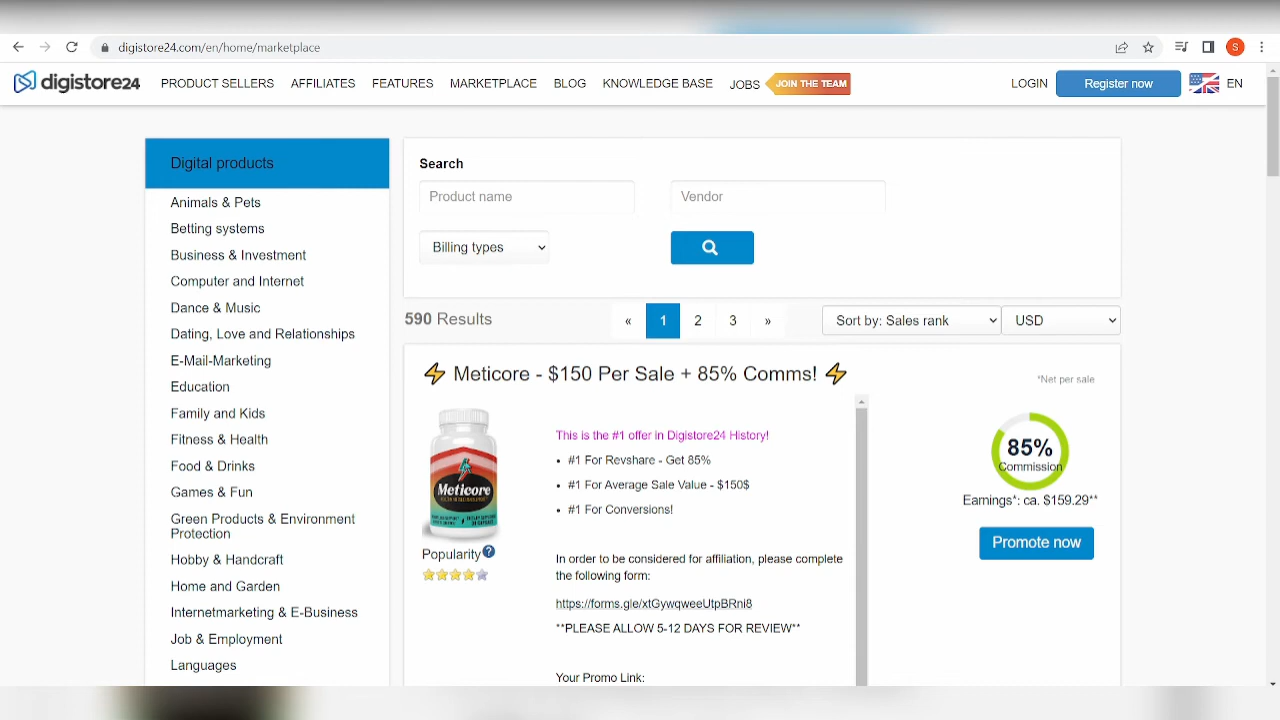 digistore24.com/en/home/marketplace
S
digistore24
PRODUCT SELLERS
AFFILIATES
FEATURES
MARKETPLACE
BLOG
KNOWLEDGE BASE
JOBS
JOIN THE TEAM
LOGIN
Register now
EN
Digital products
Animals & Pets
Betting systems
Business & Investment
Computer and Internet
Dance & Music
Dating, Love and Relationships
E-Mail-Marketing
Education
Family and Kids
Fitness & Health
Food & Drinks
Games & Fun
Green Products & Environment
Protection
Hobby & Handcraft
Home and Garden
Internetmarketing & E-Business
Job & Employment
Languages
Search
Product name
Vendor
Billing types
590 Results
« 1 2 3 »
Sort by: Sales rank
USD
⚡ Meticore - $150 Per Sale + 85% Comms! ⚡
*Net per sale
Meticore
Popularity?
This is the #1 offer in Digistore24 History!
• #1 For Revshare - Get 85%
• #1 For Average Sale Value - $150$
• #1 For Conversions!
In order to be considered for affiliation, please complete
the following form:
https://forms.gle/xtGywqweeUtpBRni8
**PLEASE ALLOW 5-12 DAYS FOR REVIEW**
Your Promo Link:
85%
Commission
Earnings*: ca. $159.29**
Promote now